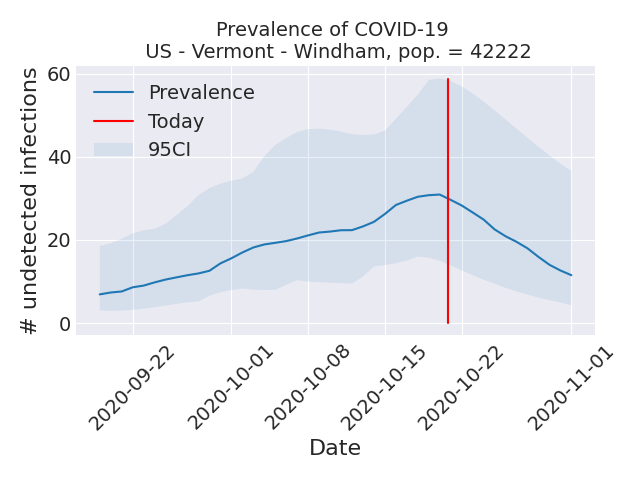 Prevalence of COVID-19
US - Vermont - Windham, pop. = 42222
# undetected infections
60
40
20
0
Prevalence
Today
95CI
2020-09-22
2020-10-01
2020-10-08
2020-10-15
2020-10-22
2020-11-01
Date